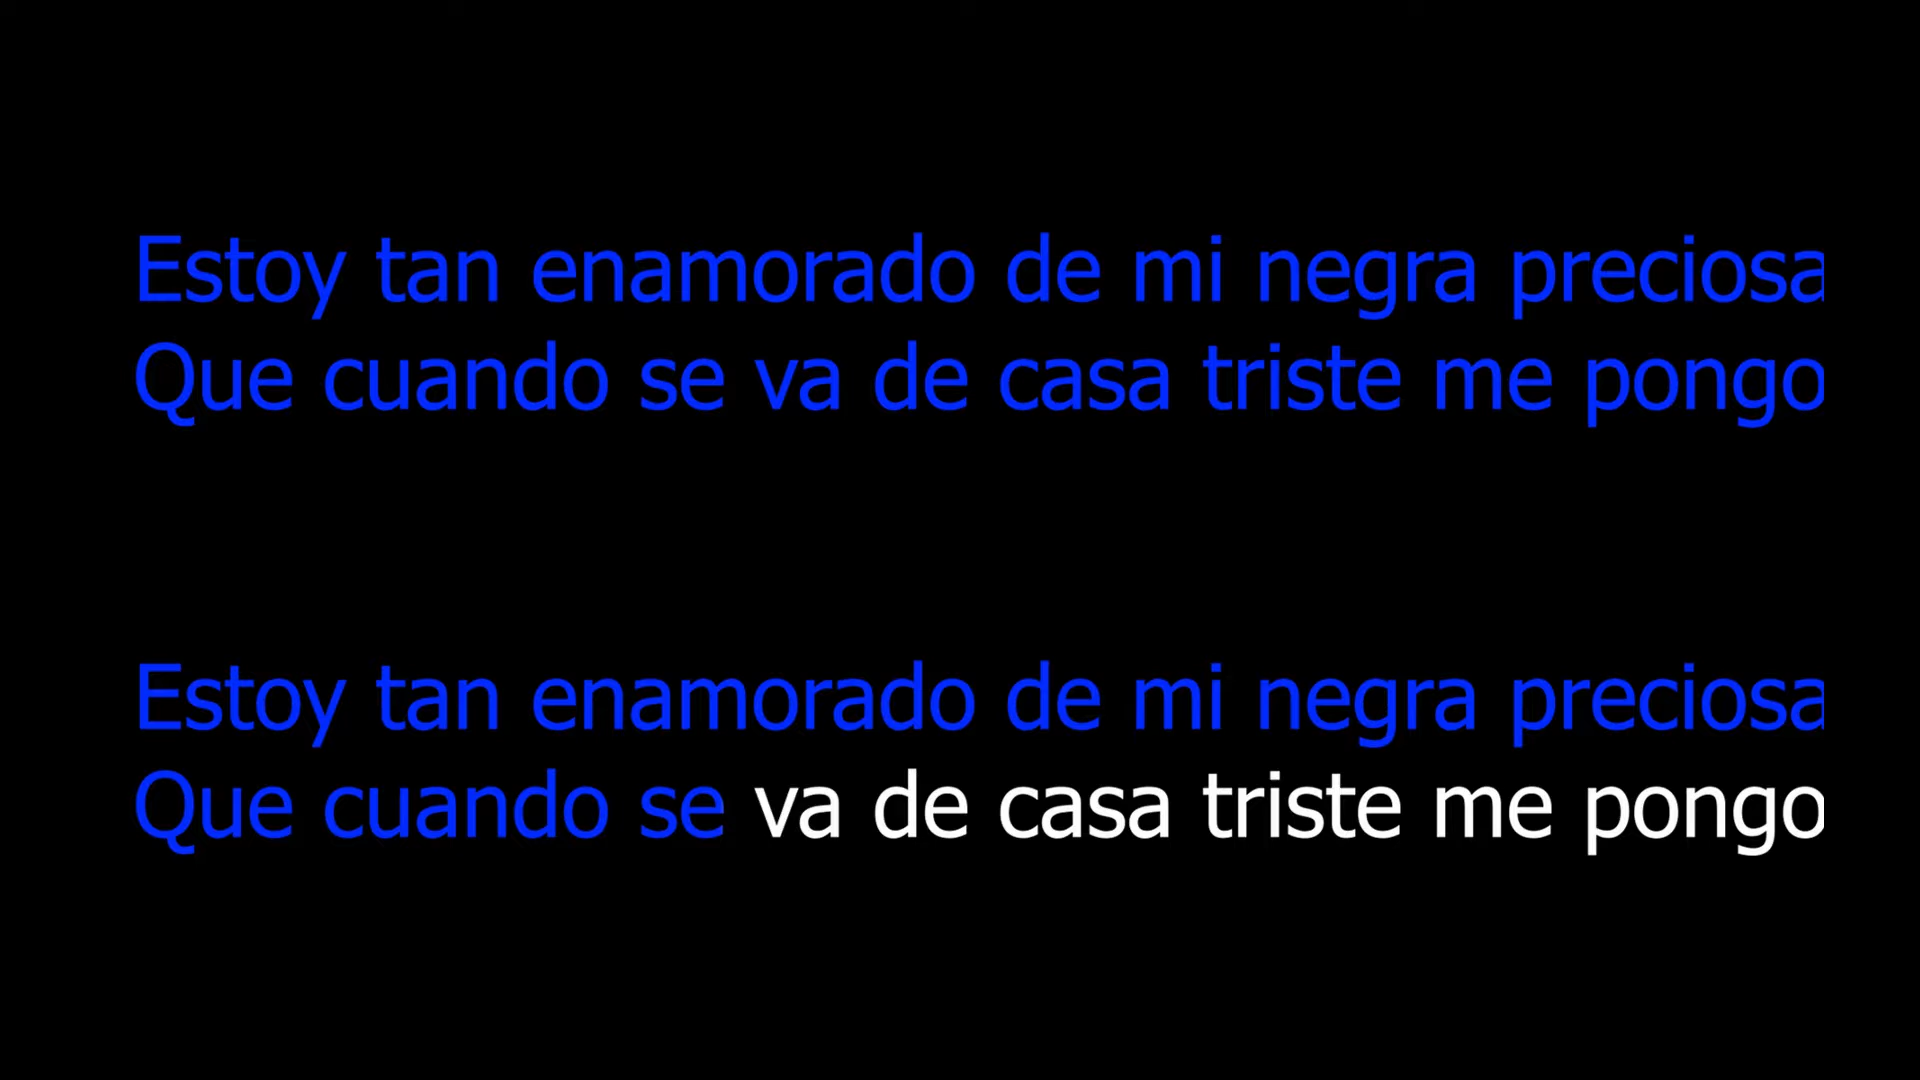 Estoy tan enamorado de mi negra preciosa
Que cuando se va de casa triste me pongo
Estoy tan enamorado de mi negra preciosa
Que cuando se va de casa triste me pongo